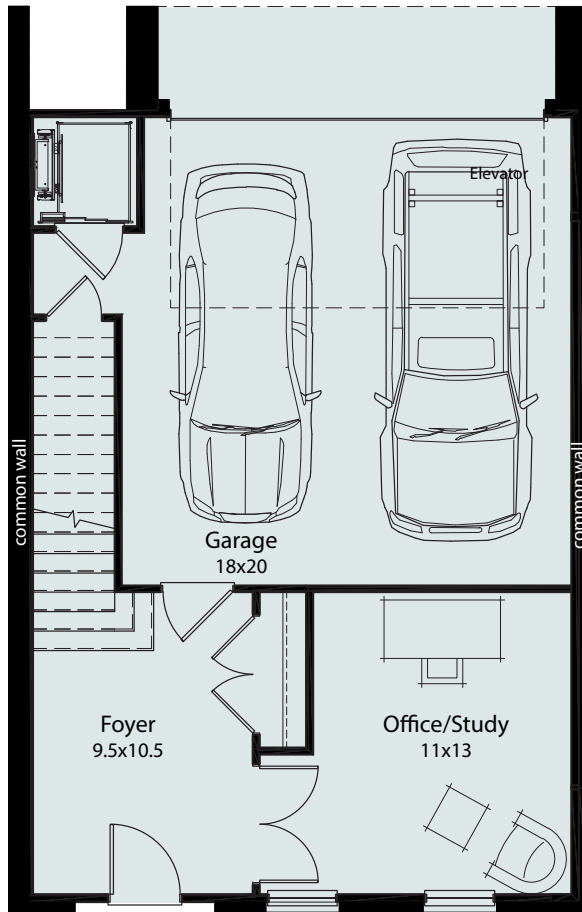 Elevator
common wall
common wall
Garage
18x20
Foyer
9.5x10.5
Office/Study
11x13